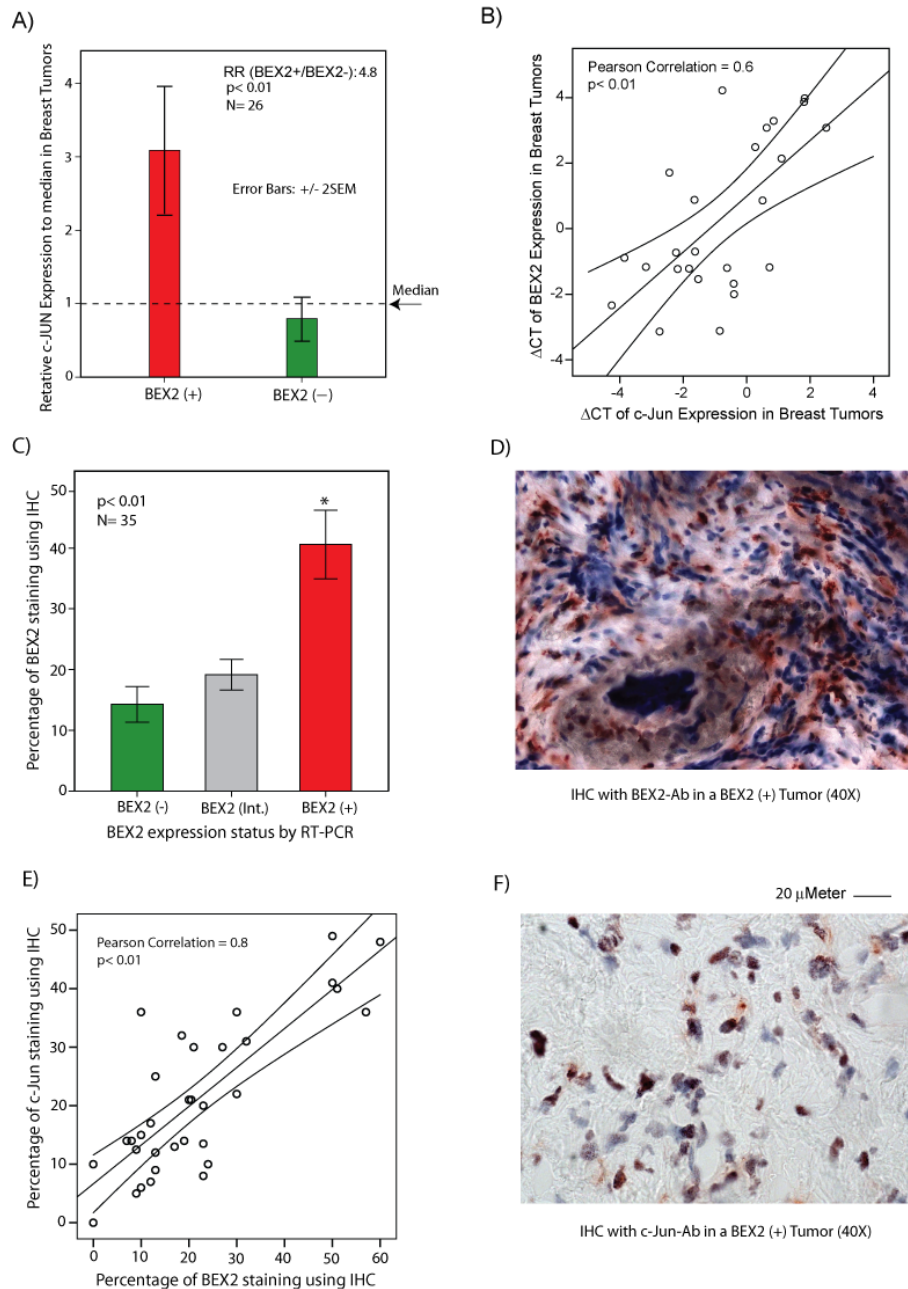 A)
Retative c-JUN Expression to median in Breast Tumors
4
3
2
1
0
RR (BEX2+/BEX2-): 4.8
p< 0.01
N= 26
Error Bars: +/- 2SEM
Median
BEX2 (+)
BEX2 (−)
B)
ΔCT of BEX2 Expression in Breast Tumors
4
2
0
-2
-4
Pearson Correlation = 0.6
p< 0.01
-4
-2
0
2
4
ΔCT of c-Jun Expression in Breast Tumors
C)
Percentage of BEX2 staining using IHC
50
40
30
20
10
0
p< 0.01
N= 35
*
BEX2 (-)
BEX2 (Int.)
BEX2 (+)
BEX2 expression status by RT-PCR
D)
IHC with BEX2-Ab in a BEX2 (+) Tumor (40X)
E)
Percentage of c-Jun staining using IHC
50
40
30
20
10
0
Pearson Correlation = 0.8
p< 0.01
0
10
20
30
40
50
60
Percentage of BEX2 staining using IHC
F)
20 μMeter
IHC with c-Jun-Ab in a BEX2 (+) Tumor (40X)